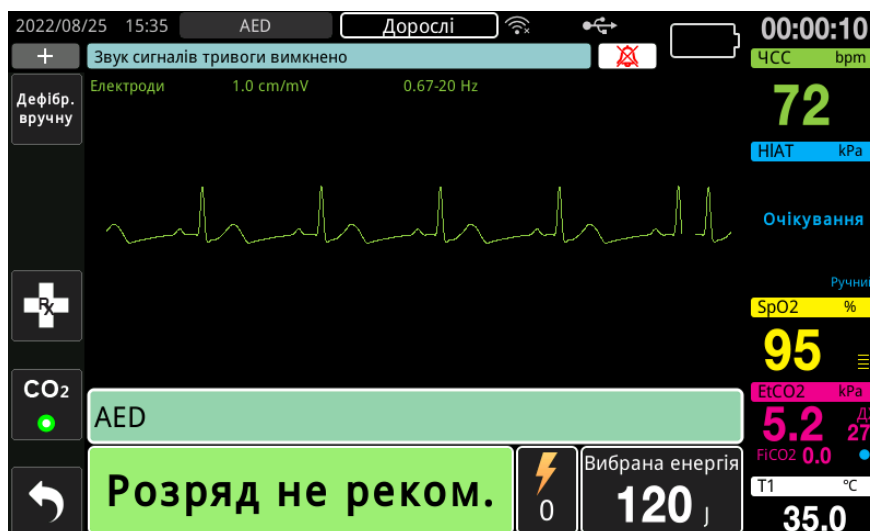 2022/08/25 15:35 AED Дорослі 00:00:10
+ Звук сигналів тривоги вимкнено
ЧСС bpm
72
Електроди 1.0 cm/mV 0.67-20 Hz
Дефібр.
вручну
НІАТ kPa
Очікування
Rx
SpO2 %
95
CO2
EtCO2 kPa
5.2 27
FiCO2 0.0
AED
Розряд не реком.
0
Вибрана енергія
120 J
T1 °C
35.0